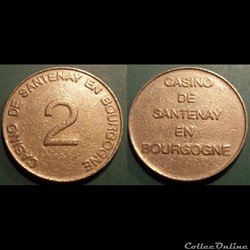 CASINO DE SANTENAY EN BOURGOGNE
2
CASINO
DE
SANTENAY
EN
BOURGOGNE
© CollecOnline